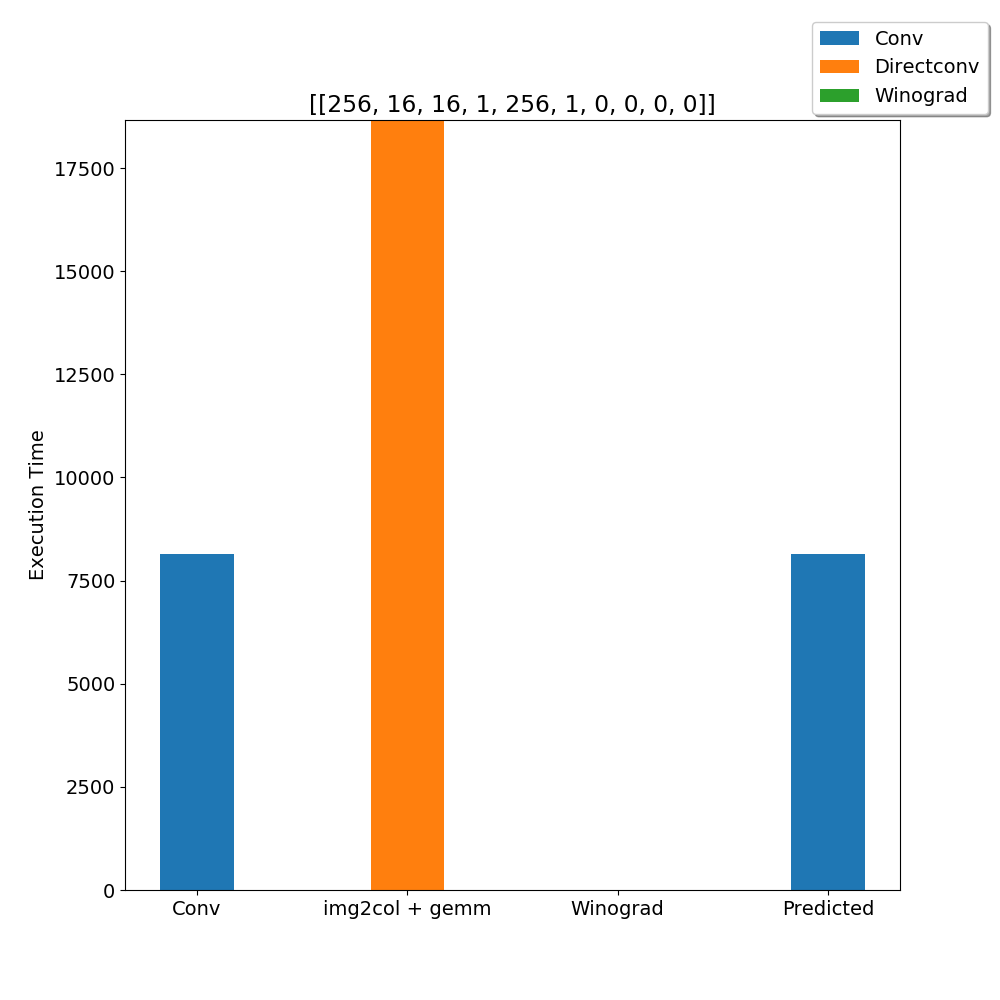 Conv
Directconv
Winograd
[[256, 16, 16, 1, 256, 1, 0, 0, 0, 0]]
17500
15000
12500
10000
7500
5000
2500
0
Execution Time
Conv
img2col + gemm
Winograd
Predicted